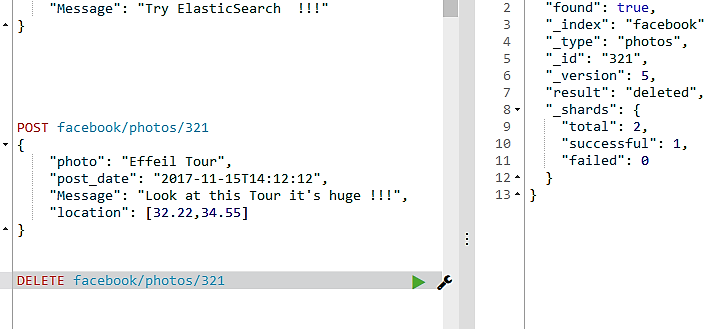 "Message": "Try ElasticSearch  !!!"
}
POST facebook/photos/321
{
"photo": "Effeil Tour",
"post_date": "2017-11-15T14:12:12",
"Message": "Look at this Tour it's huge !!!",
"location": [32.22,34.55]
}
DELETE facebook/photos/321
2 "found": true,
3 "_index": "facebook"
4 "_type": "photos",
5 "_id": "321",
6 "_version": 5,
7 "result": "deleted",
8 "_shards": {
9 "total": 2,
10 "successful": 1,
11 "failed": 0
12 }
13 }